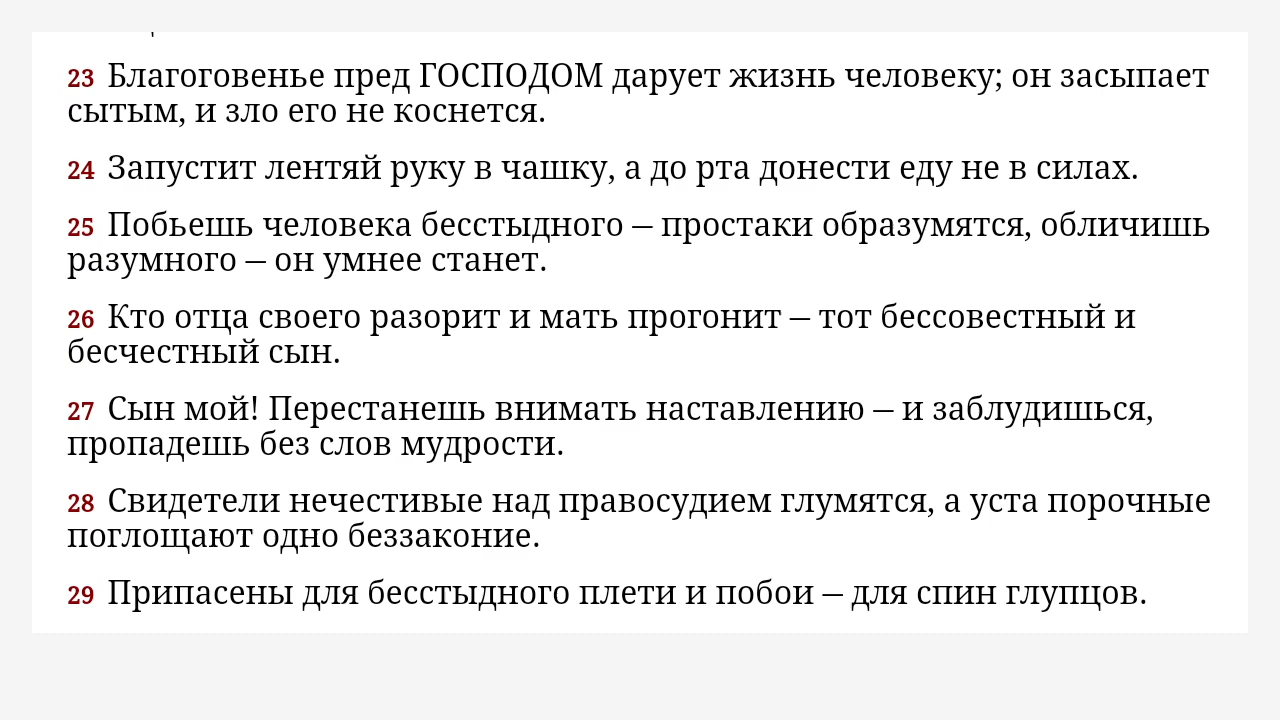 23 Благоговенье пред ГОСПОДОМ дарует жизнь человеку; он засыпает
сытым, и зло его не коснется.
24 Запустит лентяй руку в чашку, а до рта донести еду не в силах.
25 Побьешь человека бесстыдного – простаки образумятся, обличишь
разумного – он умнее станет.
26 Кто отца своего разорит и мать прогонит – тот бессовестный и
бесчестный сын.
27 Сын мой! Перестанешь внимать наставлению – и заблудишься,
пропадешь без слов мудрости.
28 Свидетели нечестивые над правосудием глумятся, а уста порочные
поглощают одно беззаконие.
29 Припасены для бесстыдного плети и побои – для спин глупцов.